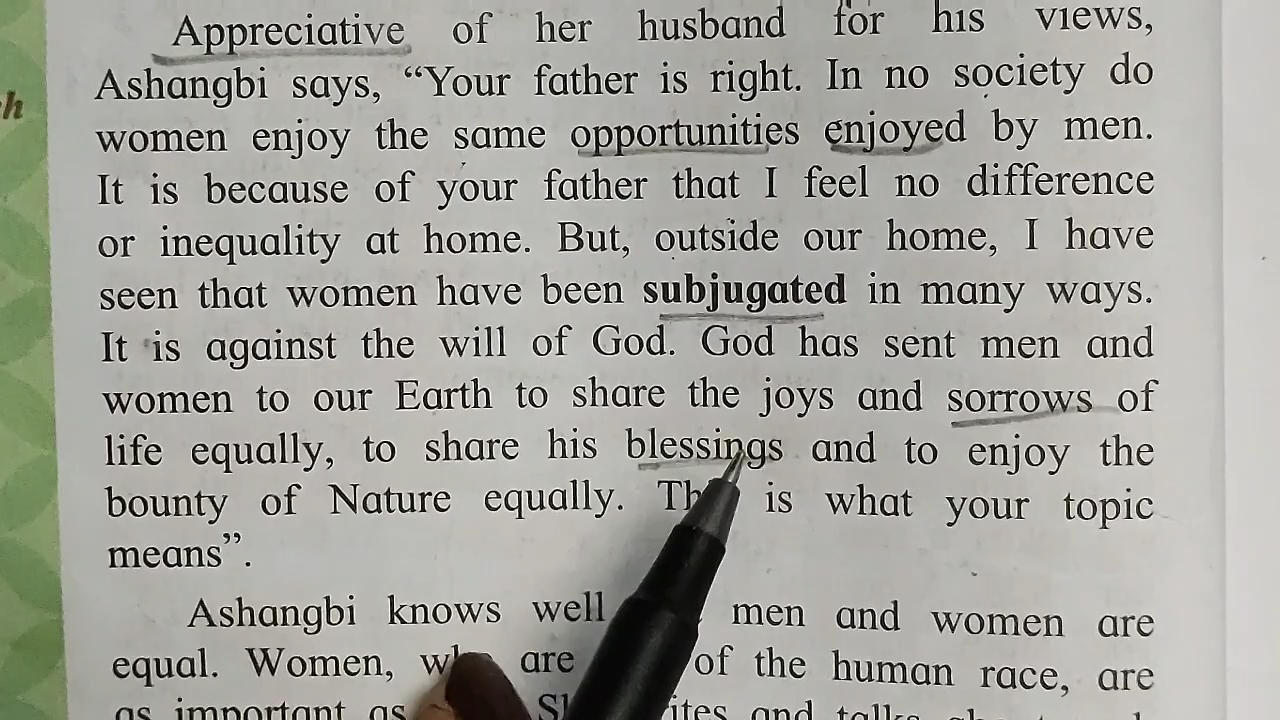 Appreciative of her husband for his views,
Ashangbi says, “Your father is right. In no society do
women enjoy the same opportunities enjoyed by men.
It is because of your father that I feel no difference
or inequality at home. But, outside our home, I have
seen that women have been subjugated in many ways.
It is against the will of God. God has sent men and
women to our Earth to share the joys and sorrows of
life equally, to share his blessings and to enjoy the
bounty of Nature equally. is what your topic
means”.
Ashangbi knows well men and women are
equal. Women, are of the human race, are
as important as and talks